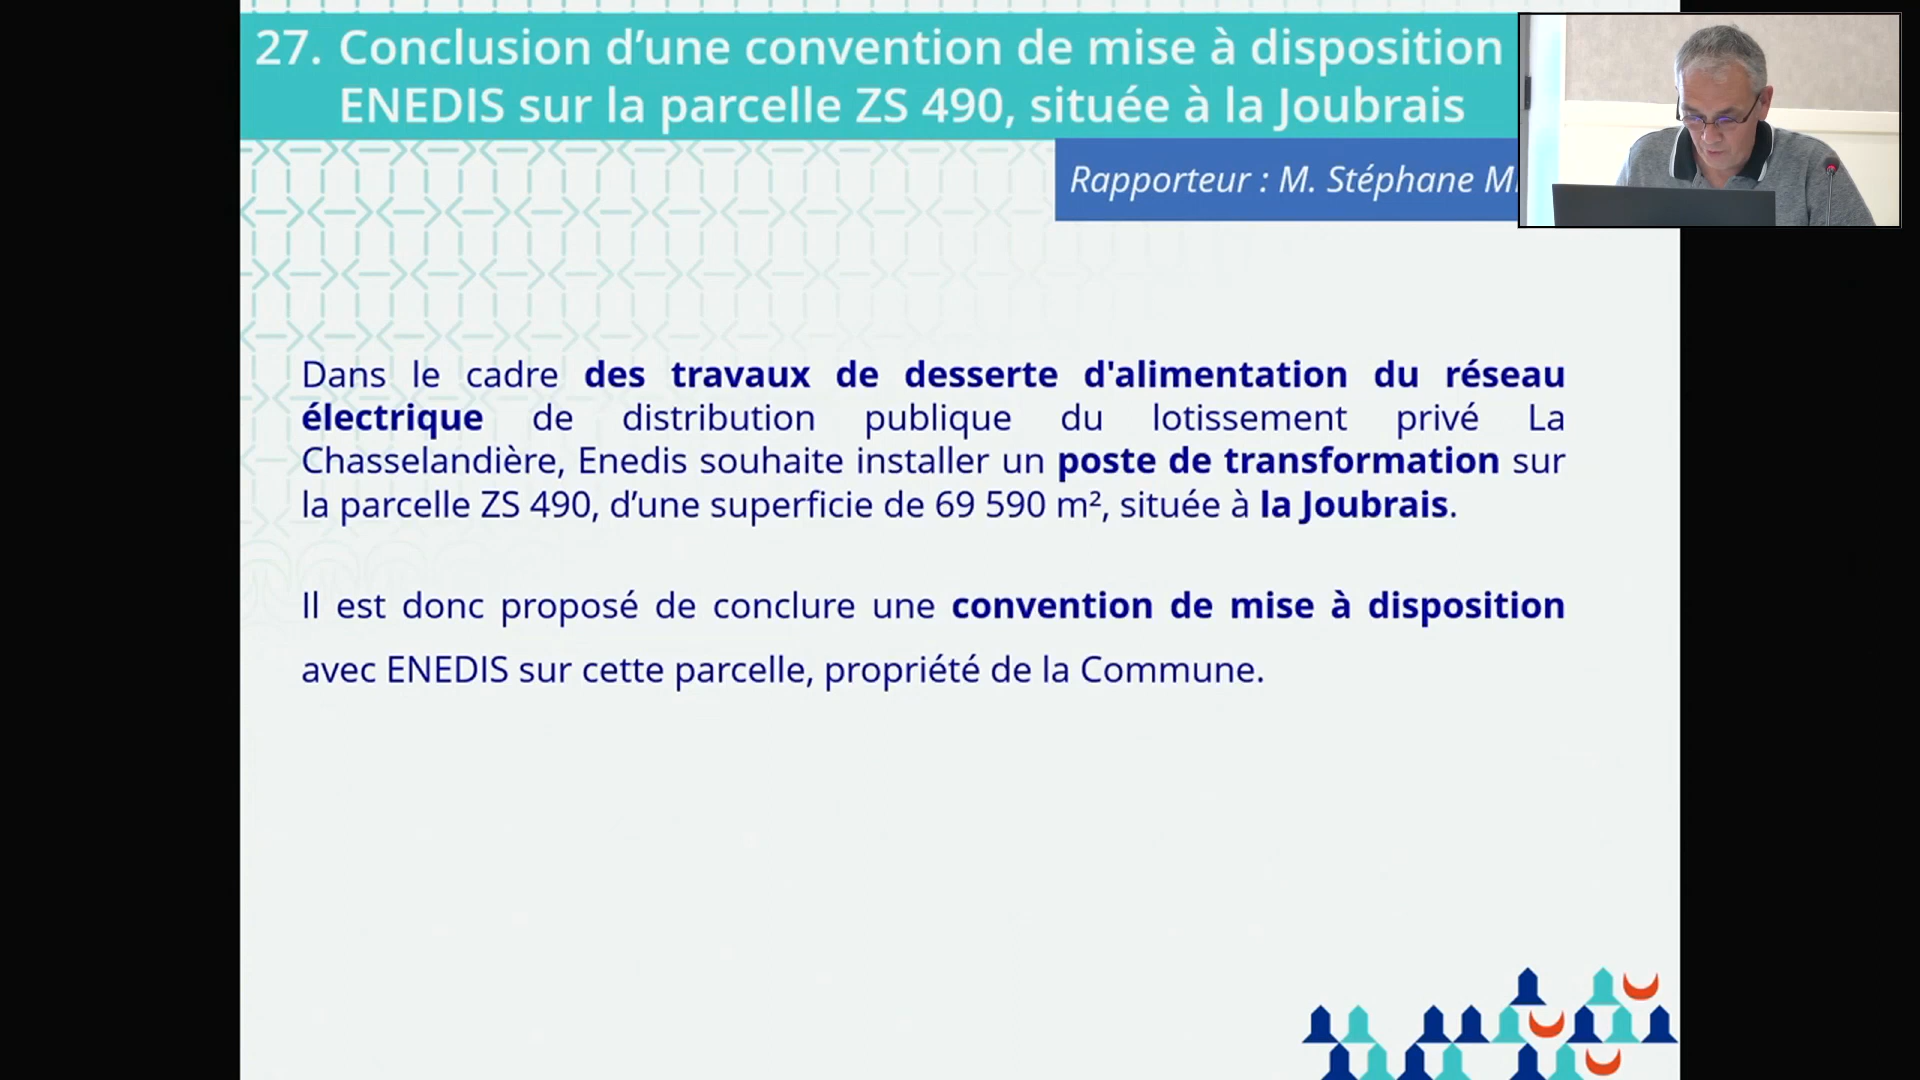 27. Conclusion d’une convention de mise à disposition
ENEDIS sur la parcelle ZS 490, située à la Joubrais
Rapporteur : M. Stéphane
Dans le cadre des travaux de desserte d'alimentation du réseau
électrique de distribution publique du lotissement privé La
Chasselandière, Enedis souhaite installer un poste de transformation sur
la parcelle ZS 490, d’une superficie de 69 590 m², située à la Joubrais.
Il est donc proposé de conclure une convention de mise à disposition
avec ENEDIS sur cette parcelle, propriété de la Commune.